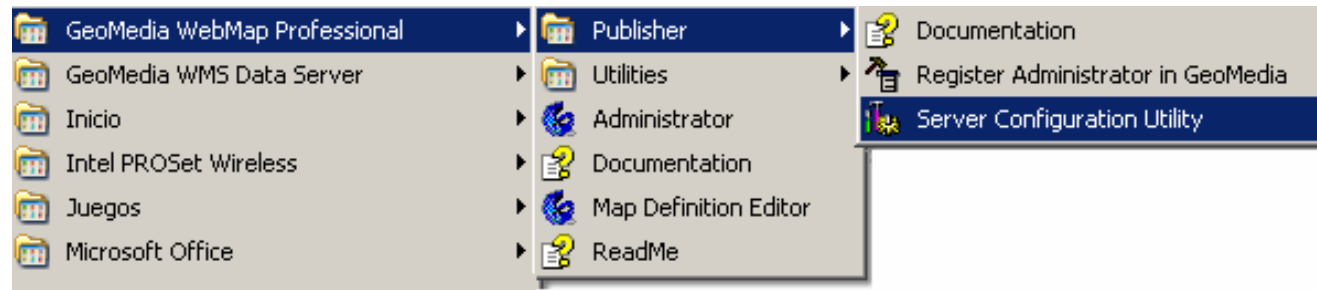 GeoMedia WebMap Professional
GeoMedia WMS Data Server
Inicio
Intel PROSet Wireless
Juegos
Microsoft Office
Publisher
Utilities
Administrator
Documentation
Map Definition Editor
ReadMe
Documentation
Register Administrator in GeoMedia
Server Configuration Utility